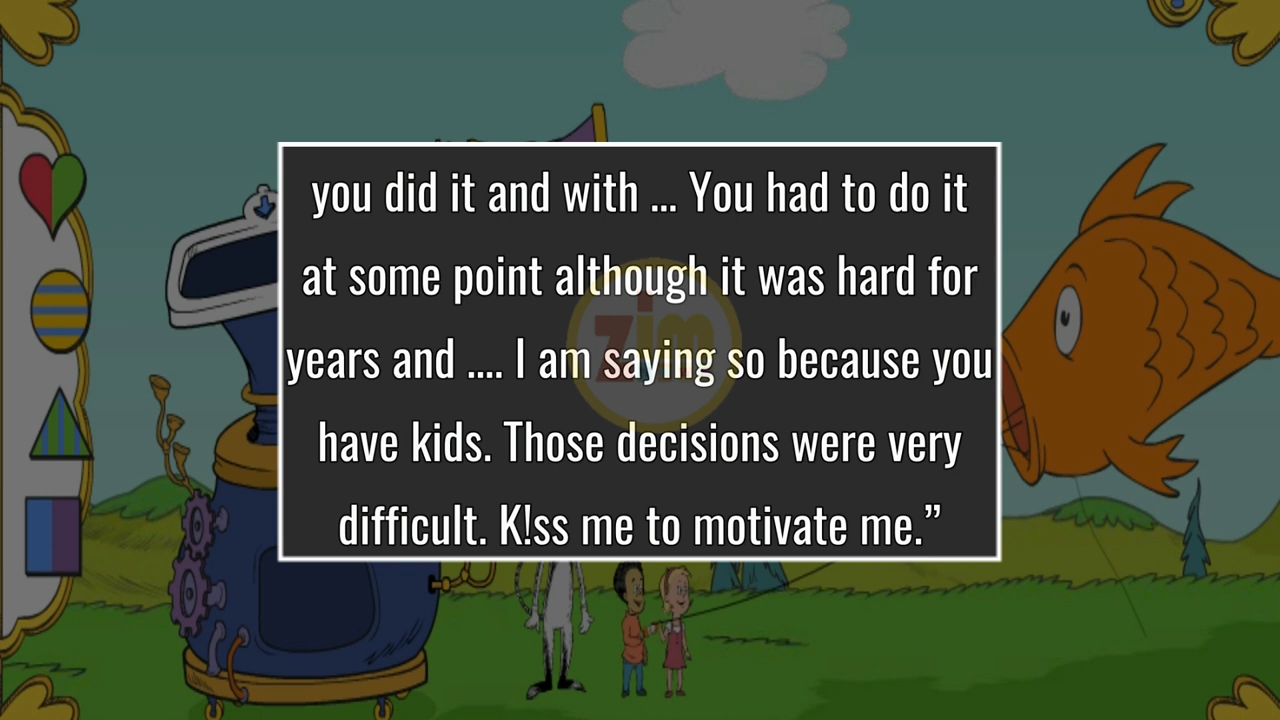 you did it and with ... You had to do it
at some point although it was hard for
years and .... I am saying so because you
have kids. Those decisions were very
difficult. K!ss me to motivate me.”
zim